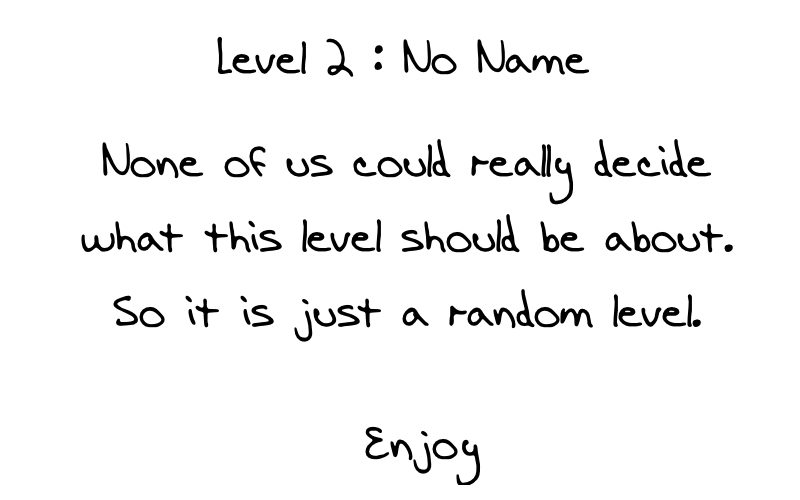 Level 2 : No Name
None of us could really decide
what this level should be about.
So it is just a random level.
Enjoy